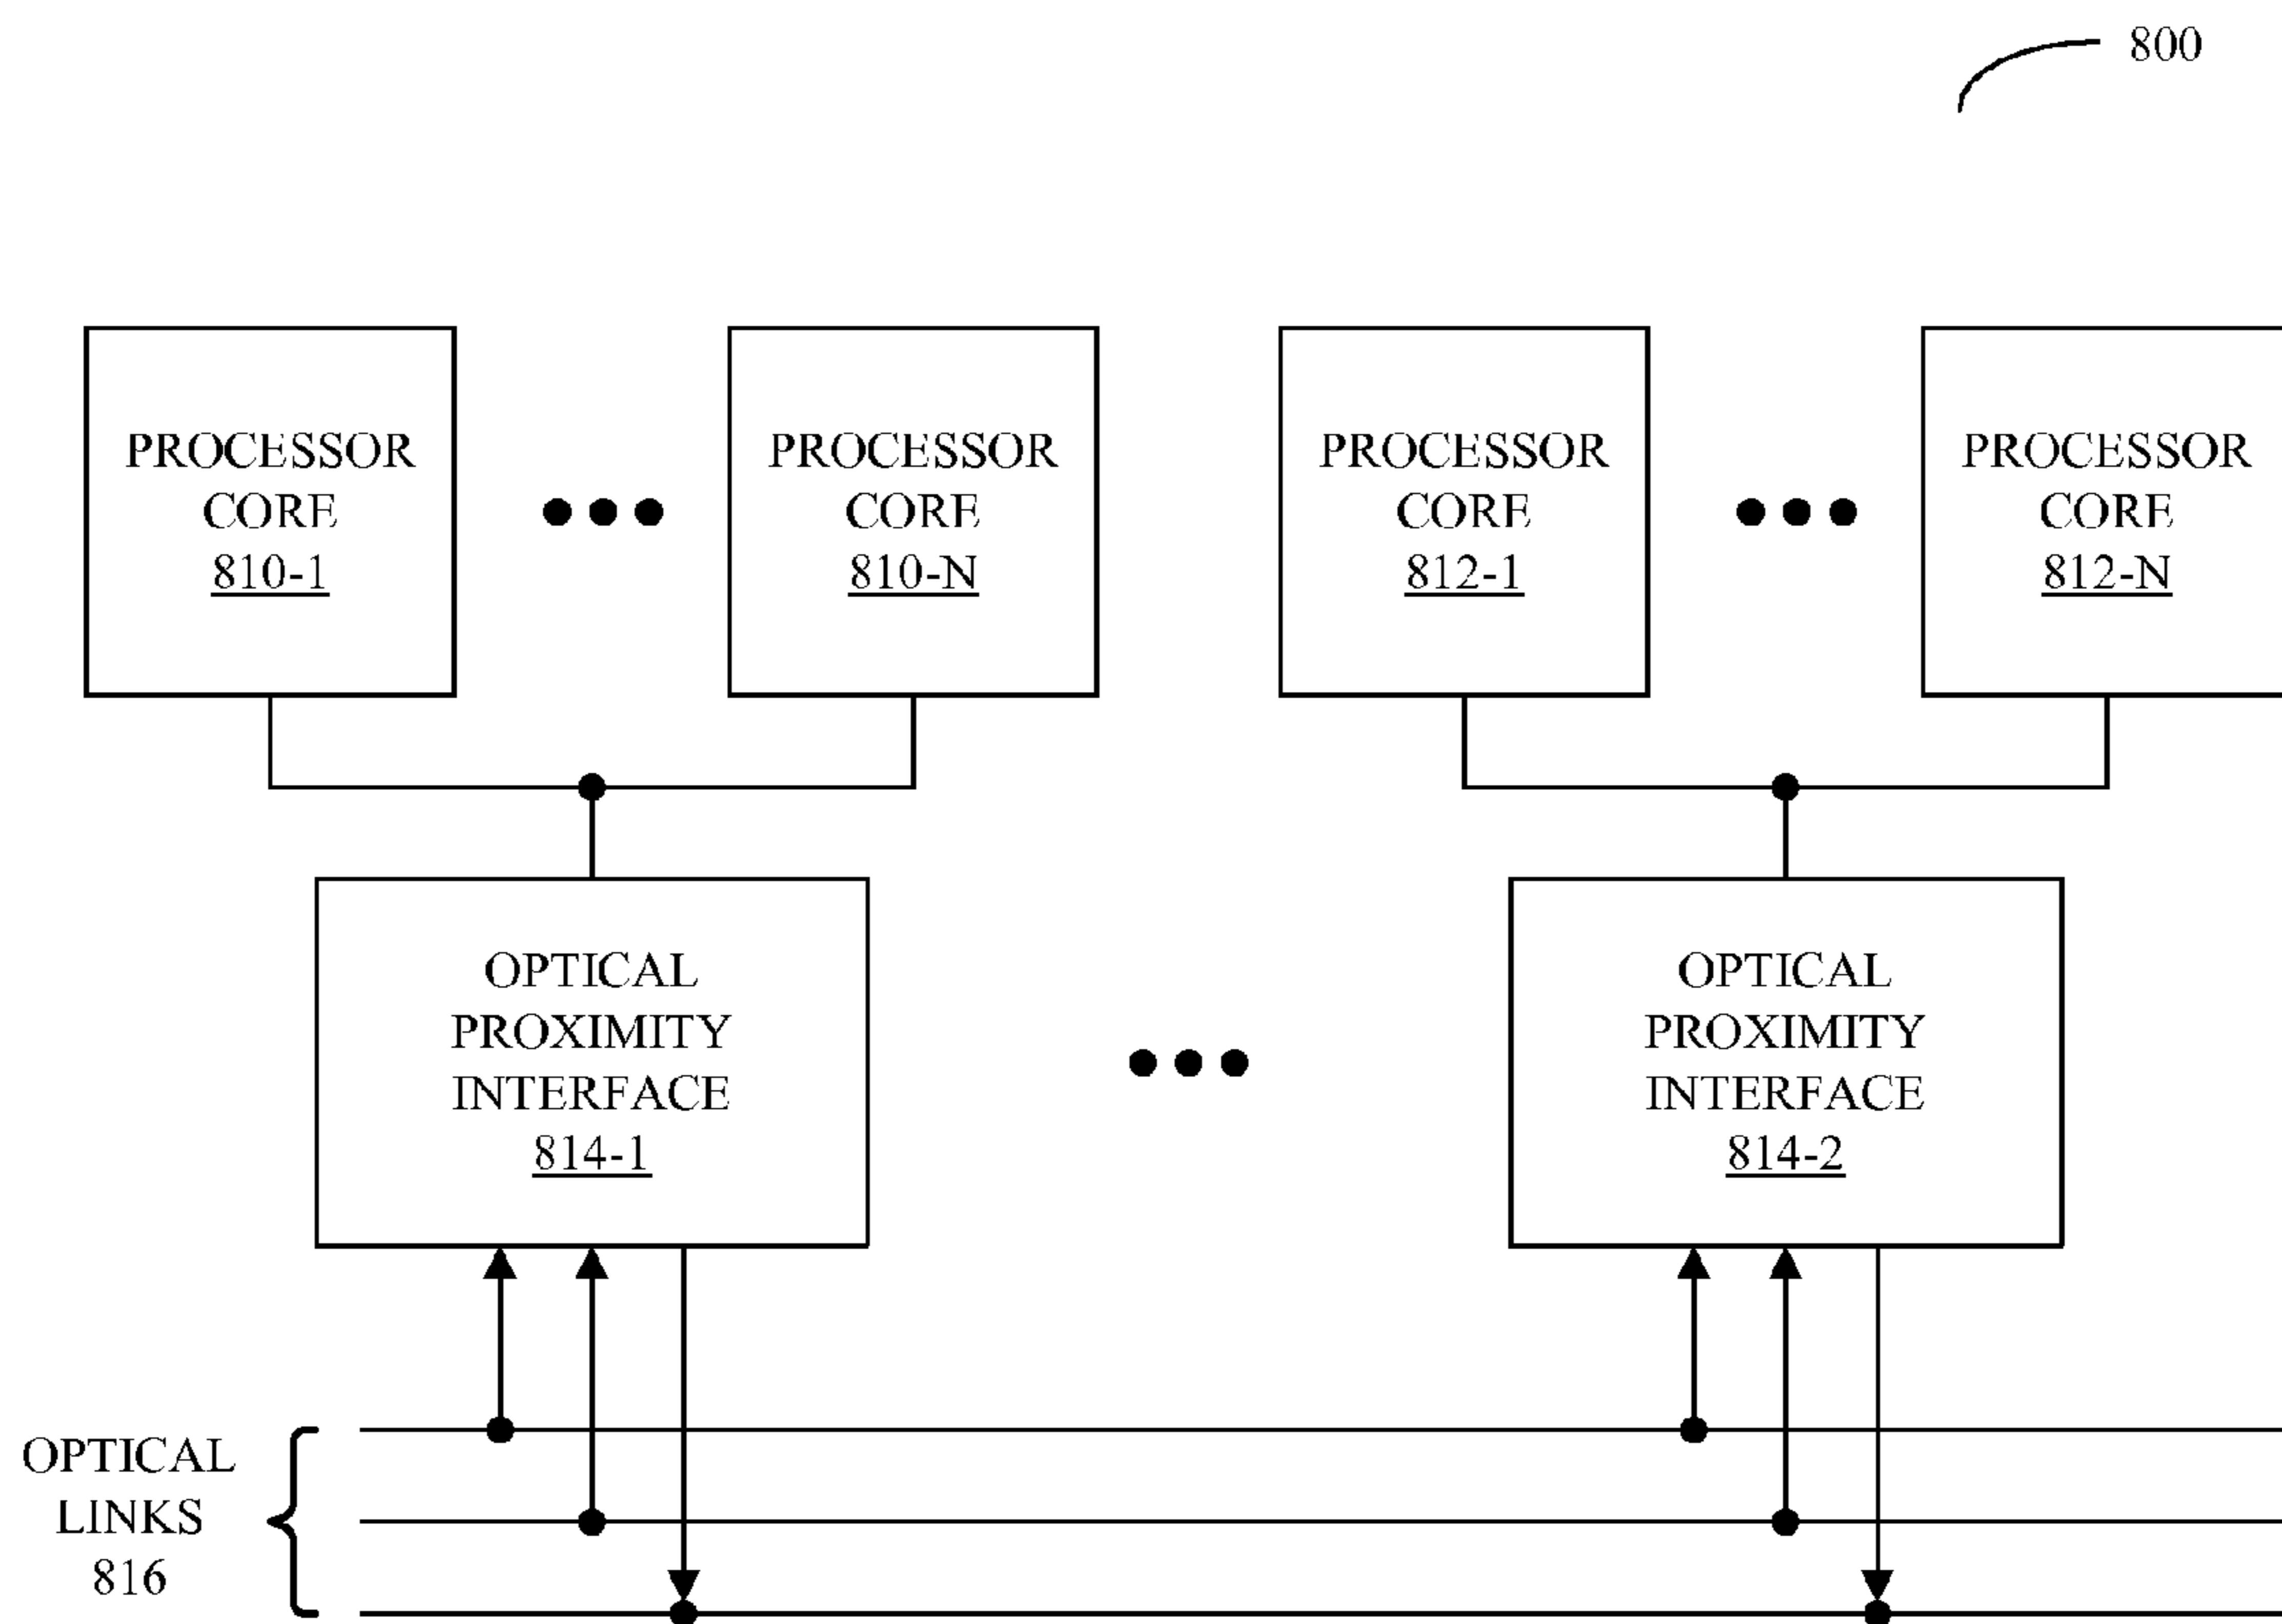 800
PROCESSOR
CORE
810-1
PROCESSOR
CORE
810-N
PROCESSOR
CORE
812-1
PROCESSOR
CORE
812-N
OPTICAL
PROXIMITY
INTERFACE
814-1
OPTICAL
PROXIMITY
INTERFACE
814-2
OPTICAL
LINKS
816